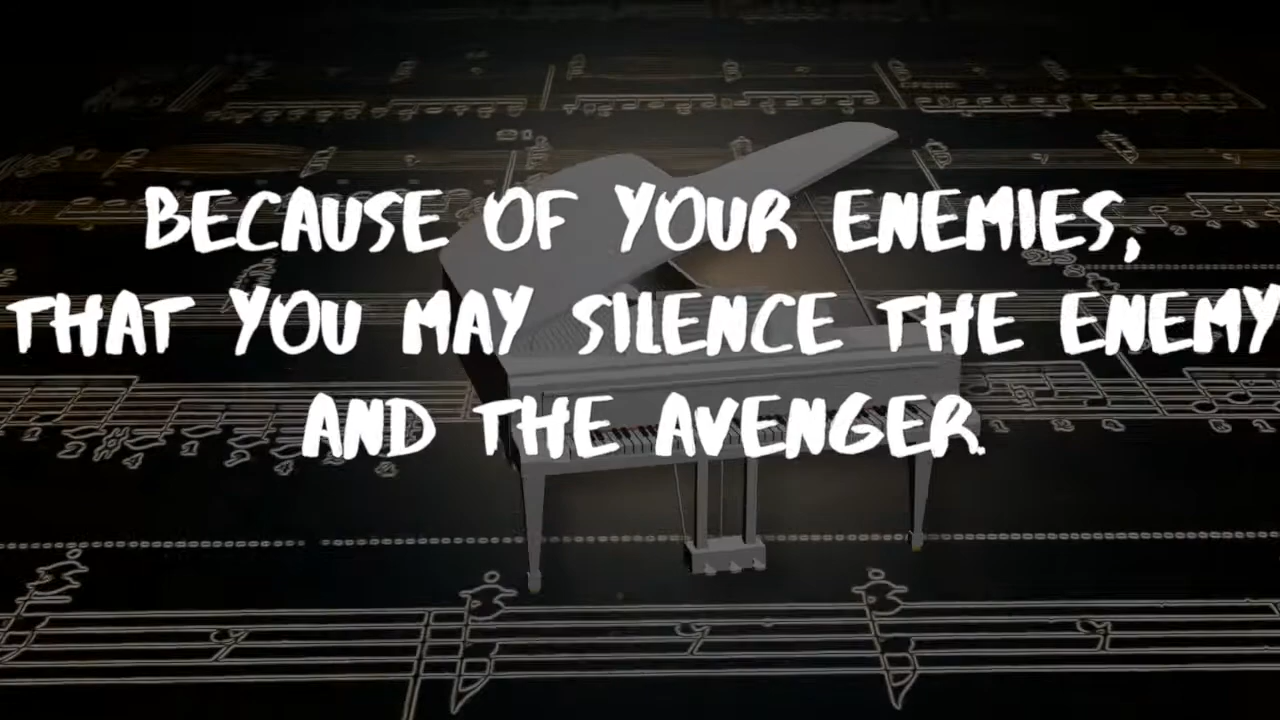 BECAUSE OF YOUR ENEMIES,
THAT YOU MAY SILENCE THE ENEMY
AND THE AVENGER.